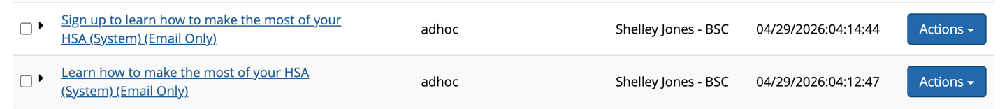 Sign up to learn how to make the most of your
HSA (System) (Email Only)
adhoc
Shelley Jones - BSC
04/29/2026:04:14:44
Actions
Learn how to make the most of your HSA
(System) (Email Only)
adhoc
Shelley Jones - BSC
04/29/2026:04:12:47
Actions